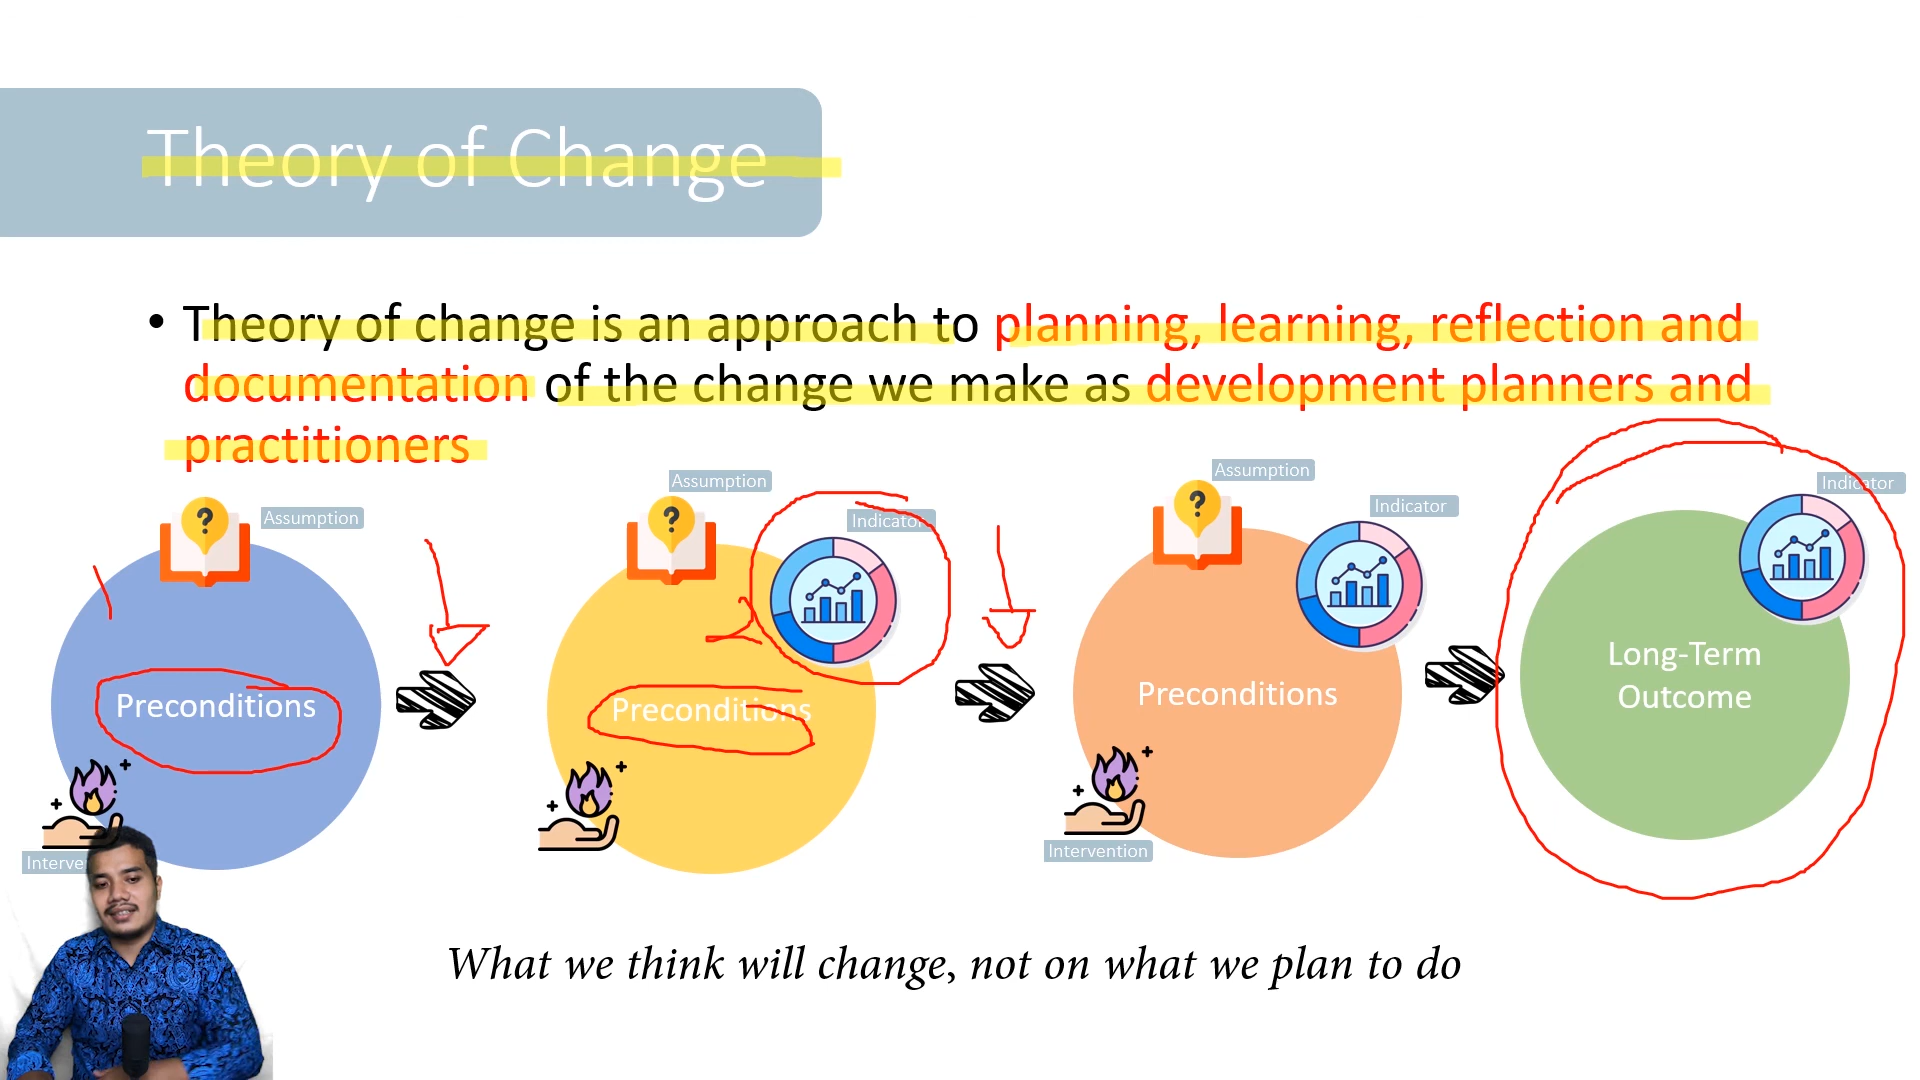 Theory of Change
• Theory of change is an approach to planning, learning, reflection and
documentation of the change we make as development planners and
practitioners
Assumption
Assumption
Assumption
Indicator
Indicator
Indicator
Preconditions
Preconditions
Preconditions
Long-Term
Outcome
Intervention
What we think will change, not on what we plan to do